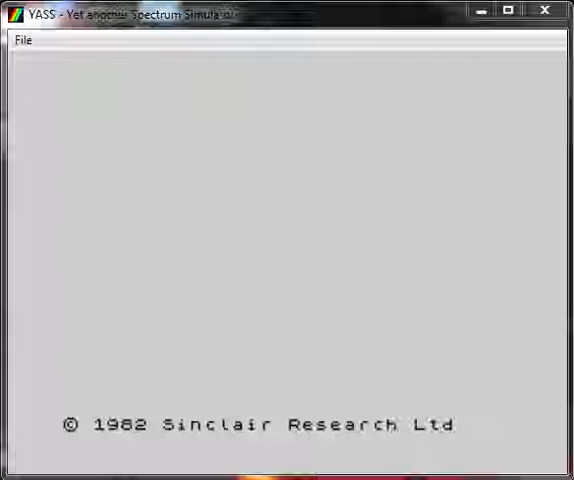 YASS - Yet another Spectrum Simulator
File
© 1982 Sinclair Research Ltd